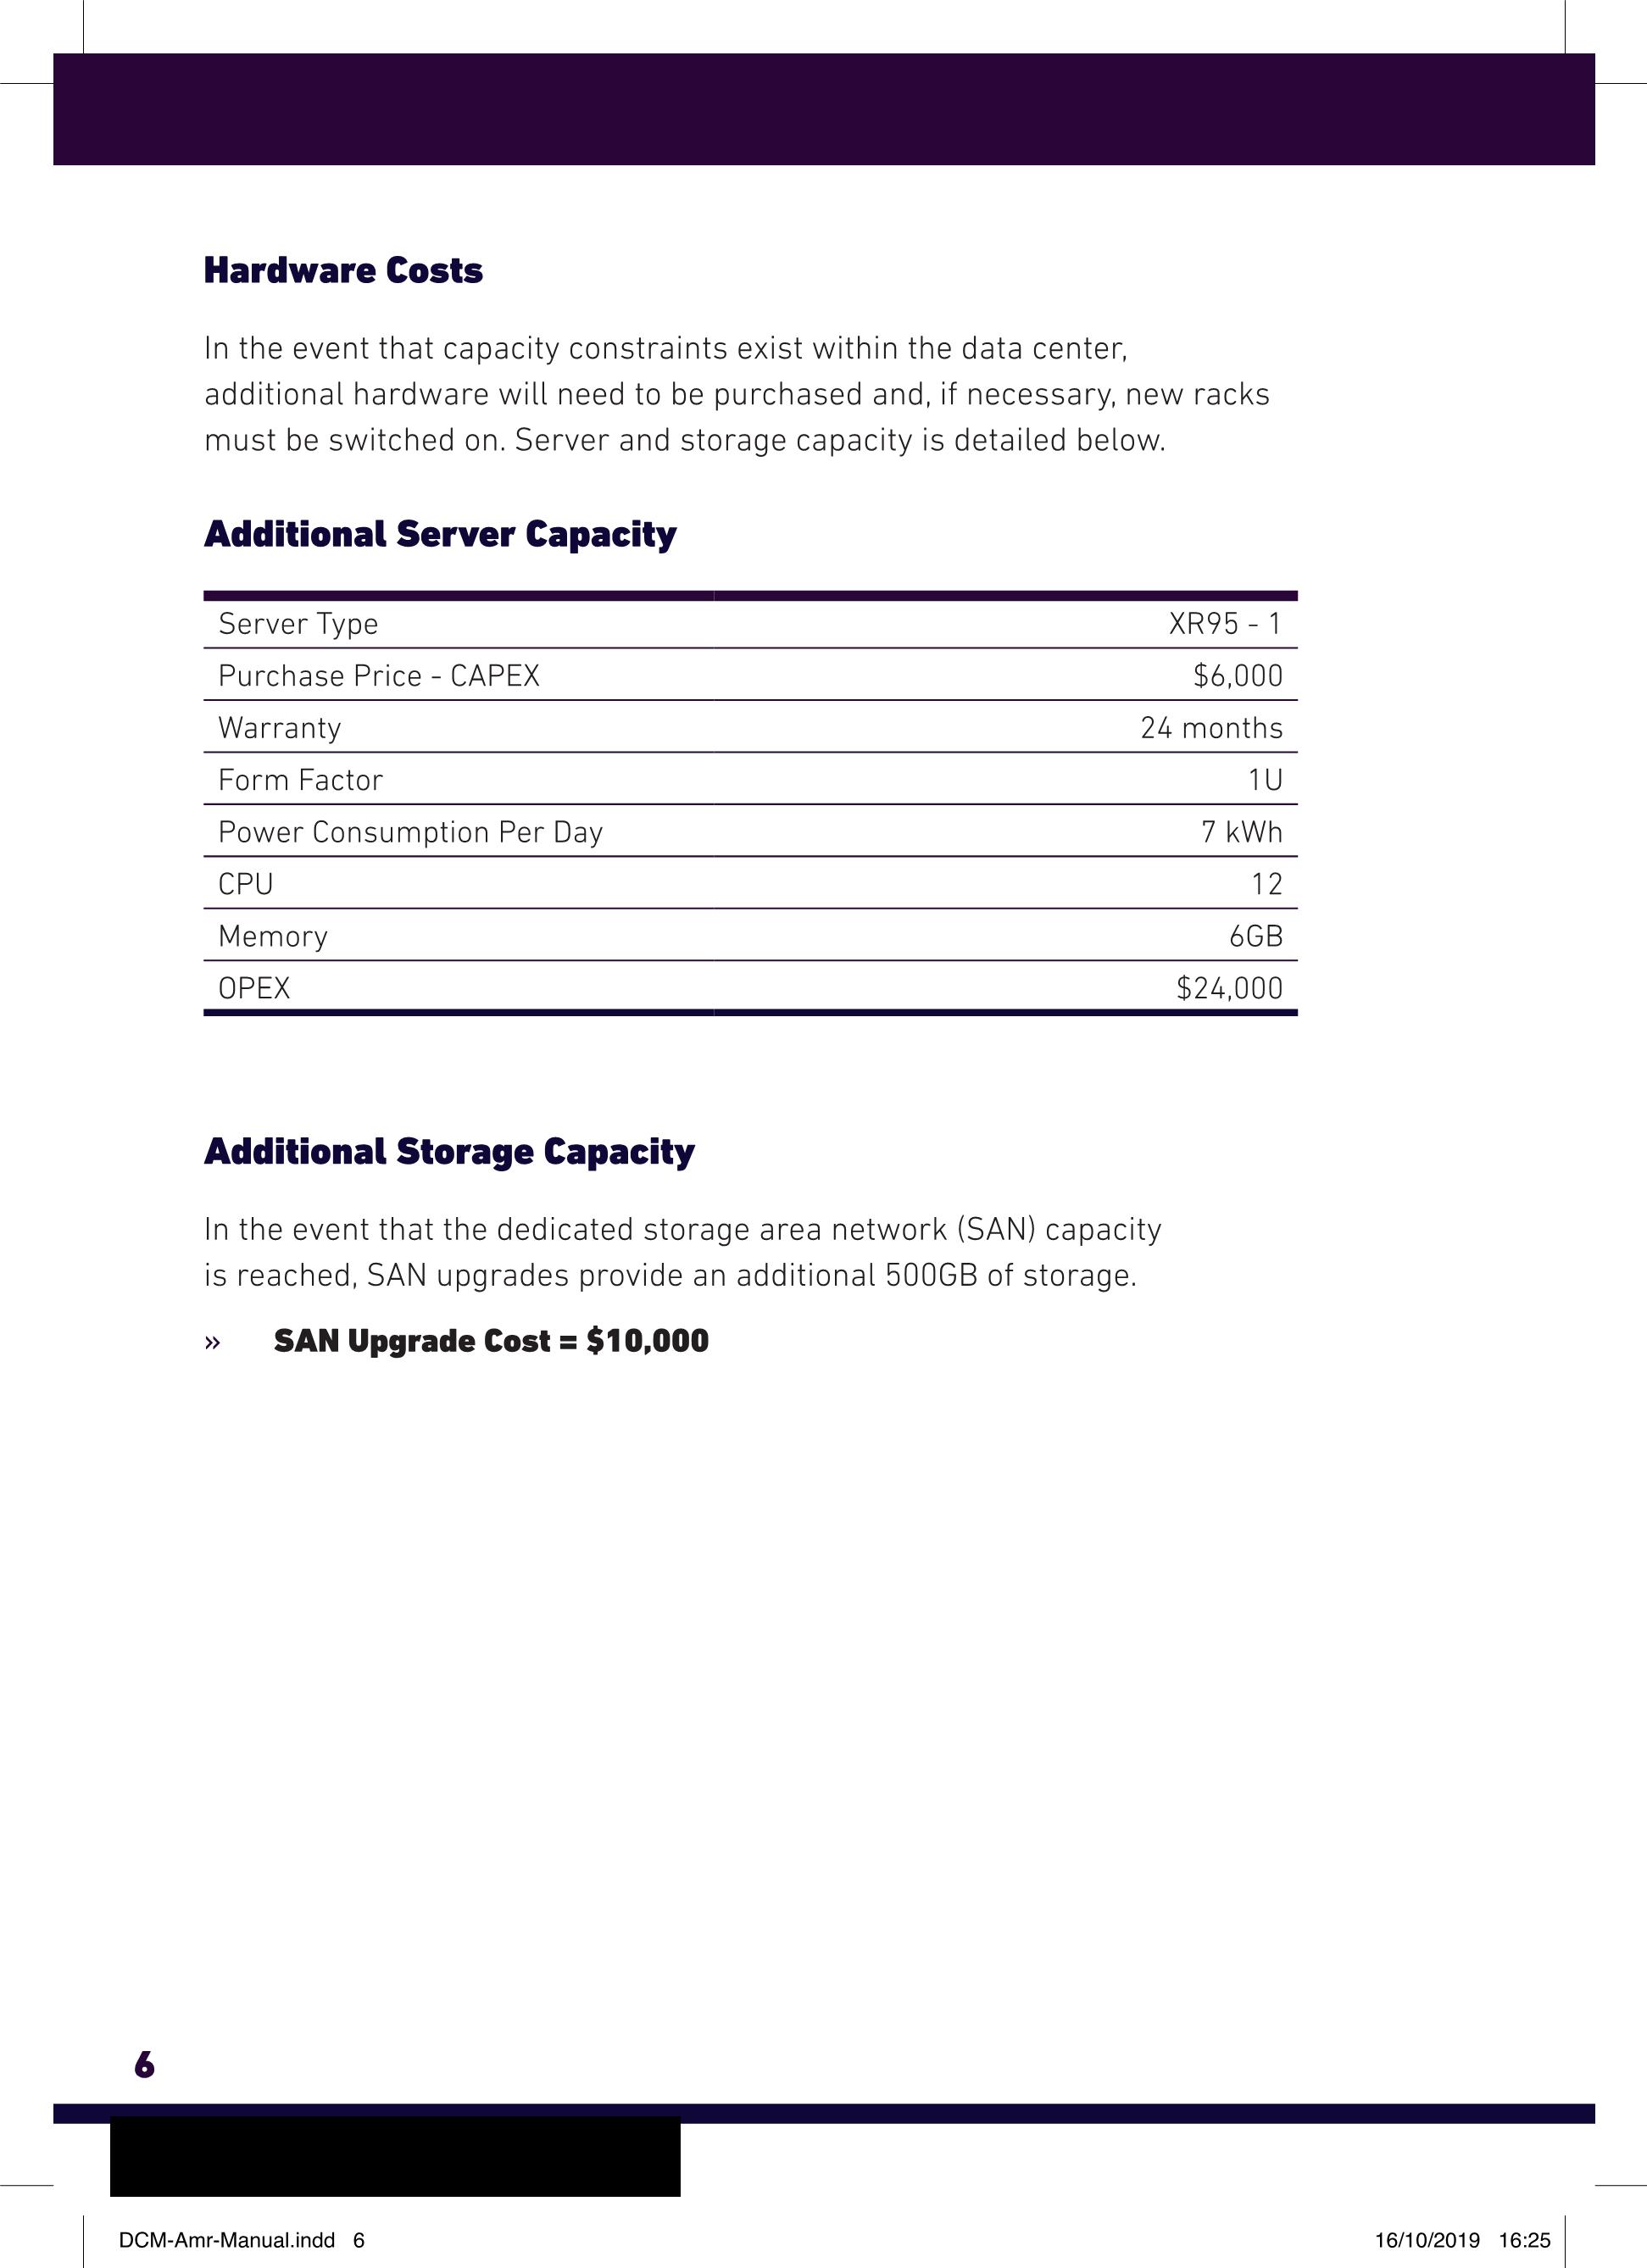 Hardware Costs
In the event that capacity constraints exist within the data center,
additional hardware will need to be purchased and, if necessary, new racks
must be switched on. Server and storage capacity is detailed below.
Additional Server Capacity
Server Type XR95 - 1
Purchase Price - CAPEX $6,000
Warranty 24 months
Form Factor 1U
Power Consumption Per Day 7 kWh
CPU 12
Memory 6GB
OPEX $24,000
Additional Storage Capacity
In the event that the dedicated storage area network (SAN) capacity
is reached, SAN upgrades provide an additional 500GB of storage.
» SAN Upgrade Cost = $10,000
6
DCM-Amr-Manual.indd 6 16/10/2019 16:25